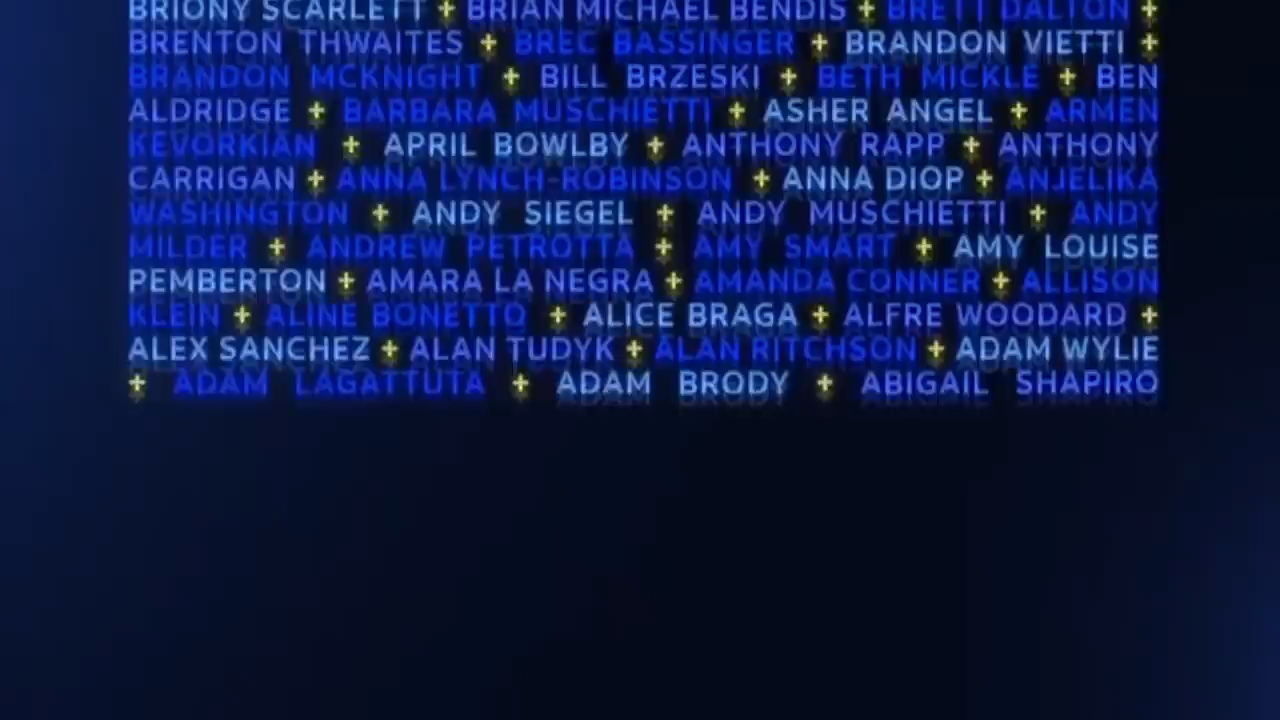 BRIONY SCARLETT + BRIAN MICHAEL BENDIS + BRETT DALTON +
BRENTON THWAITES + BREC BASSINGER + BRANDON VIETTI +
BRANDON MCKNIGHT + BILL BRZESKI + BETH MICKLE + BEN
ALDRIDGE + BARBARA MUSCHIETTI + ASHER ANGEL + ARMEN
KEVORKIAN + APRIL BOWLBY + ANTHONY RAPP + ANTHONY
CARRIGAN + ANNA LYNCH-ROBINSON + ANNA DIOP + ANJELIKA
WASHINGTON + ANDY SIEGEL + ANDY MUSCHIETTI + ANDY
MILDER + ANDREW PETROTTA + AMY SMART + AMY LOUISE
PEMBERTON + AMARA LA NEGRA + AMANDA CONNER + ALLISON
KLEIN + ALINE BONETTO + ALICE BRAGA + ALFRE WOODARD +
ALEX SANCHEZ + ALAN TUDYK + ALAN RITCHSON + ADAM WYLIE
+ ADAM LAGATTUTA + ADAM BRODY + ABIGAIL SHAPIRO